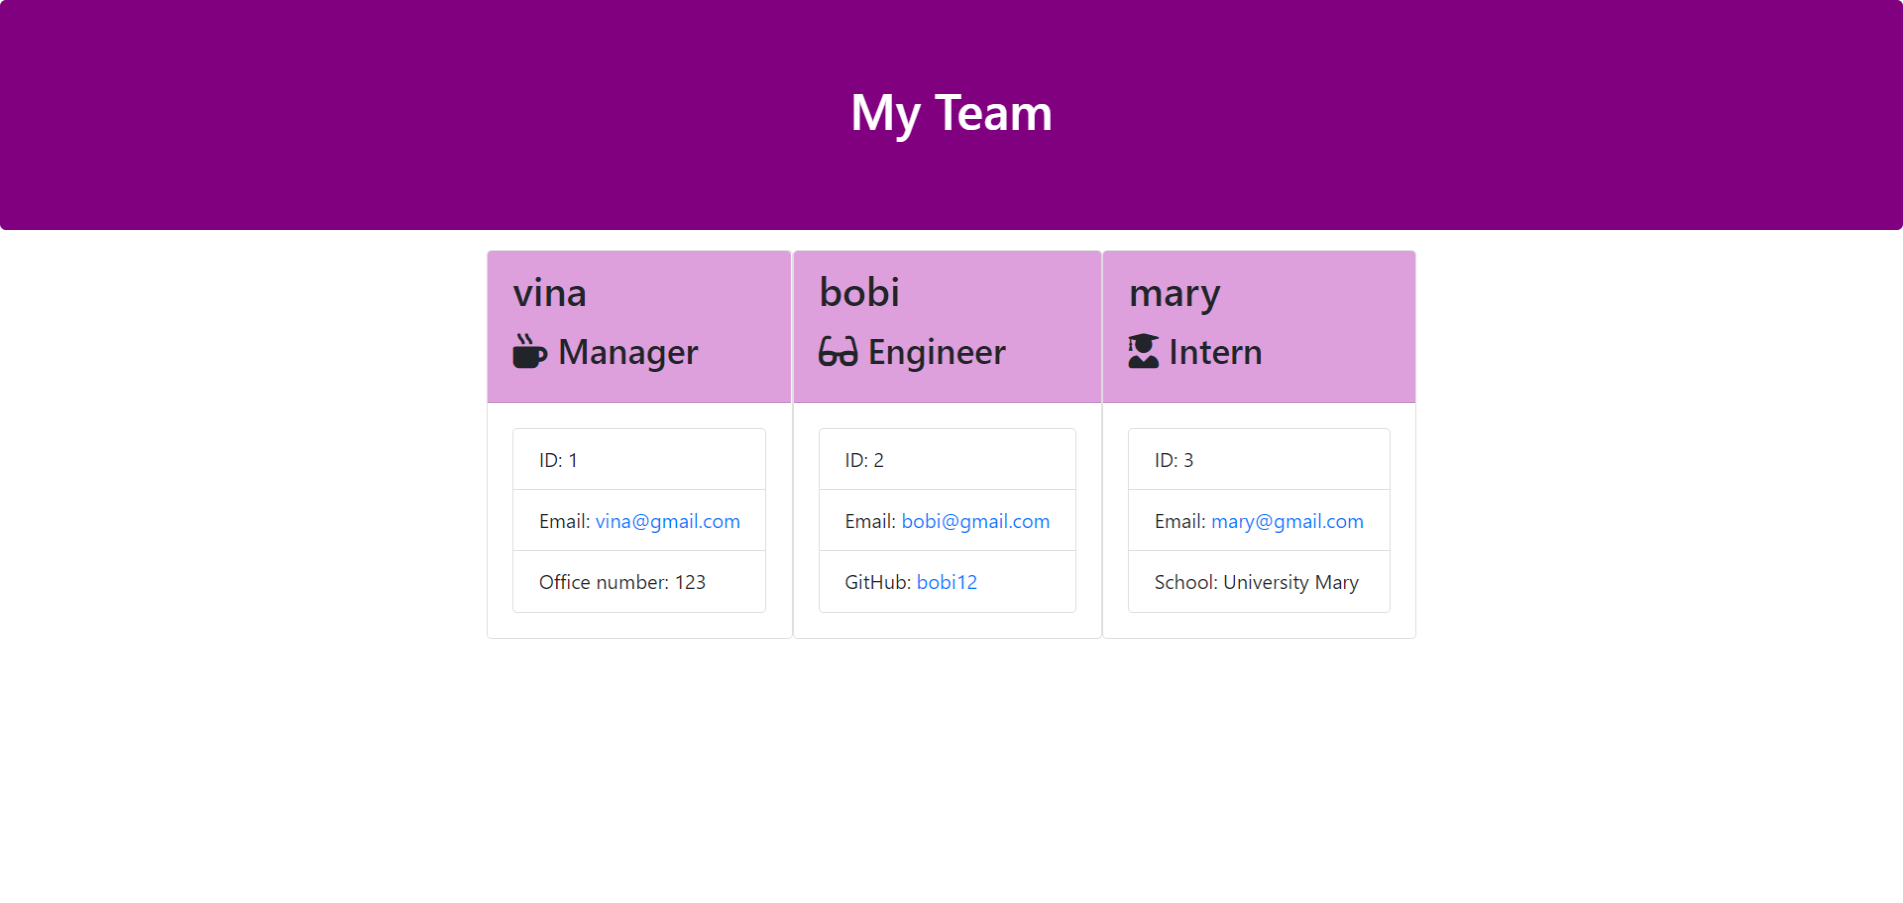 My Team
vina
Manager
ID: 1
Email: vina@gmail.com
Office number: 123
bobi
Engineer
ID: 2
Email: bobi@gmail.com
GitHub: bobi12
mary
Intern
ID: 3
Email: mary@gmail.com
School: University Mary